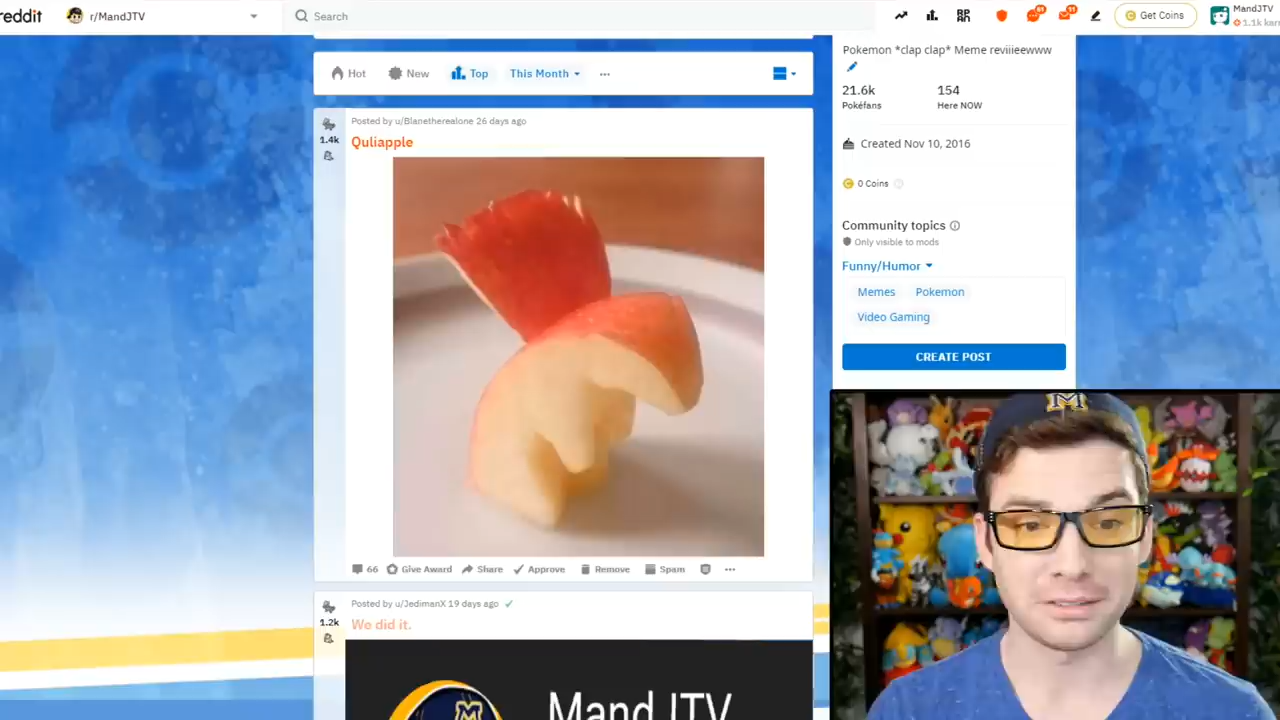 reddit
r/MandJTV
Search
61
11
Get Coins
MandJTV
1.1k kar
Hot
New
Top
This Month
Posted by u/Blanetherealone 26 days ago
1.4k
Quliapple
66
Give Award
Share
Approve
Remove
Spam
Posted by u/JedimanX 19 days ago
1.2k
We did it.
M
MandJTV
Pokemon *clap clap* Meme reviiieewww
21.6k
154
Pokéfans
Here NOW
Created Nov 10, 2016
0 Coins
Community topics
Only visible to mods
Funny/Humor
Memes
Pokemon
Video Gaming
CREATE POST
M